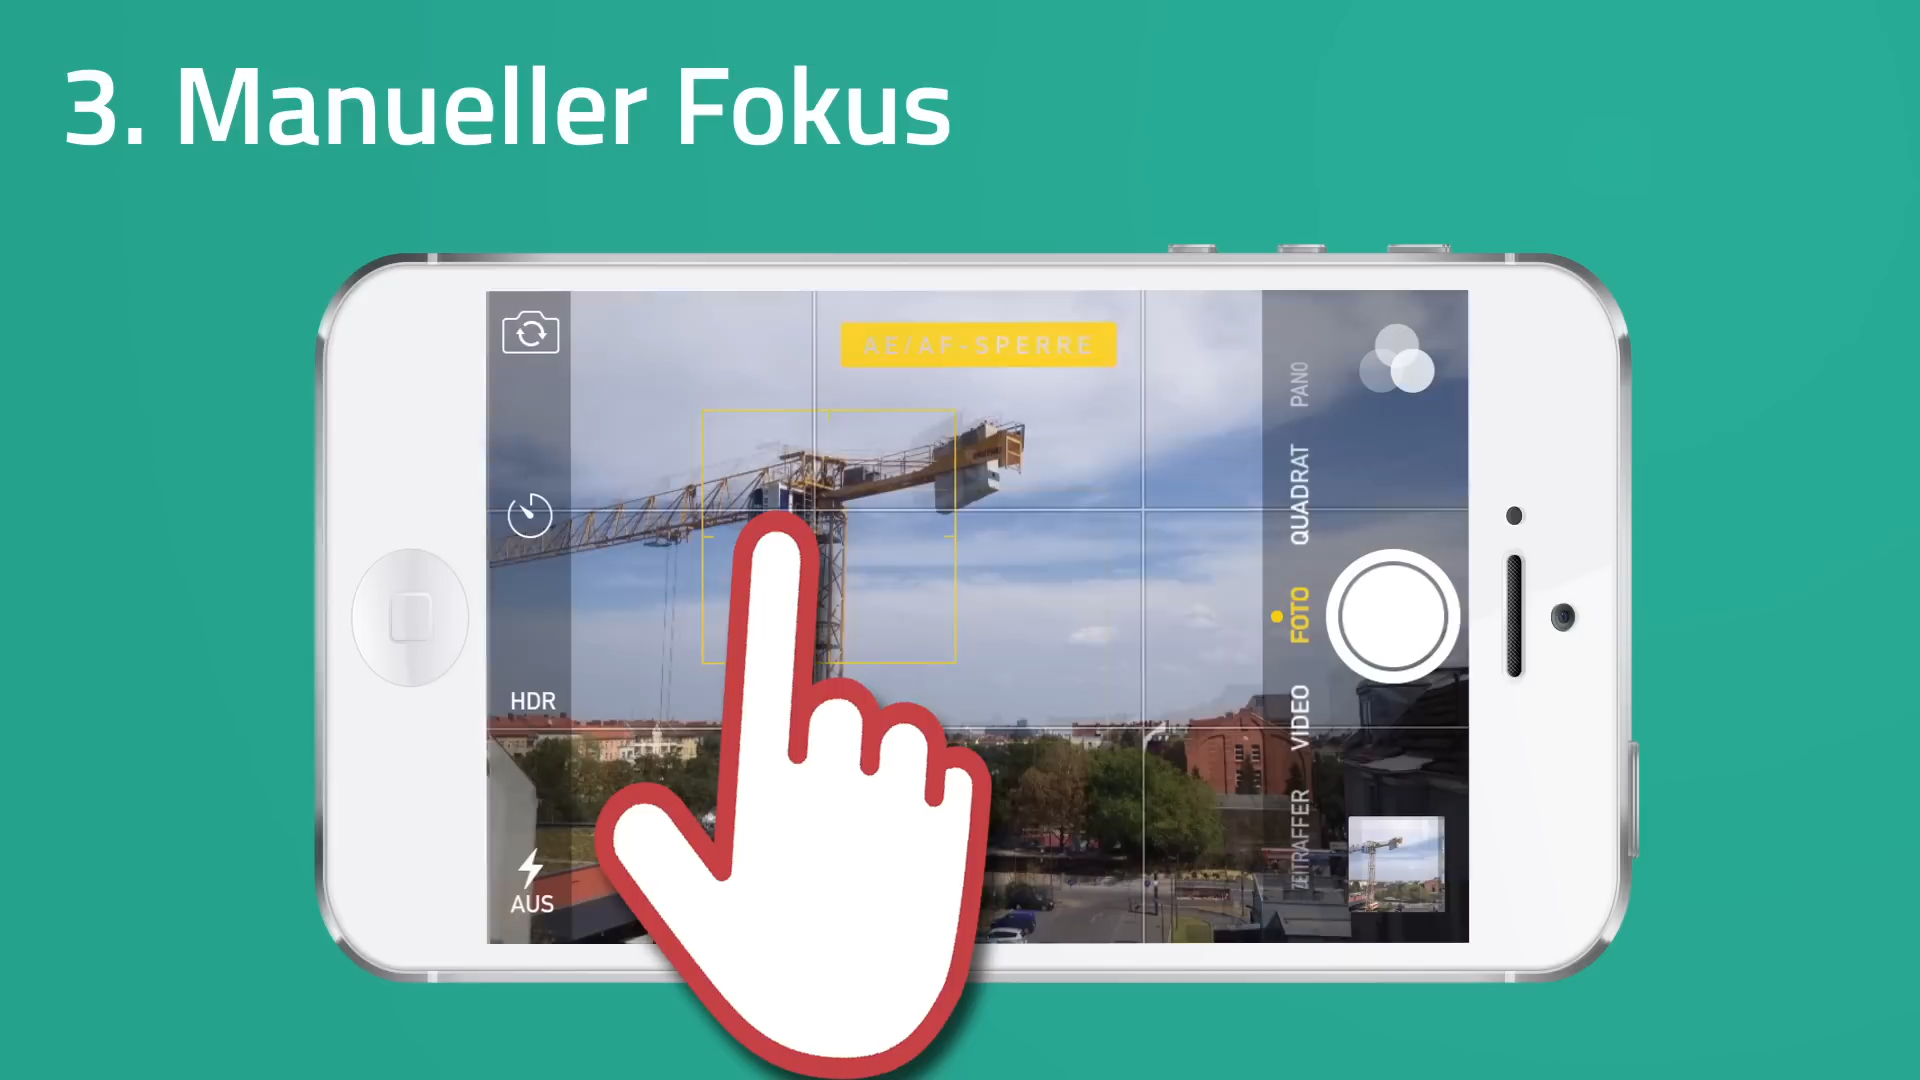 3. Manueller Fokus
AE/AF-SPERRE
HDR
AUS
PANO
QUADRAT
FOTO
VIDEO
ZEITRAFFER